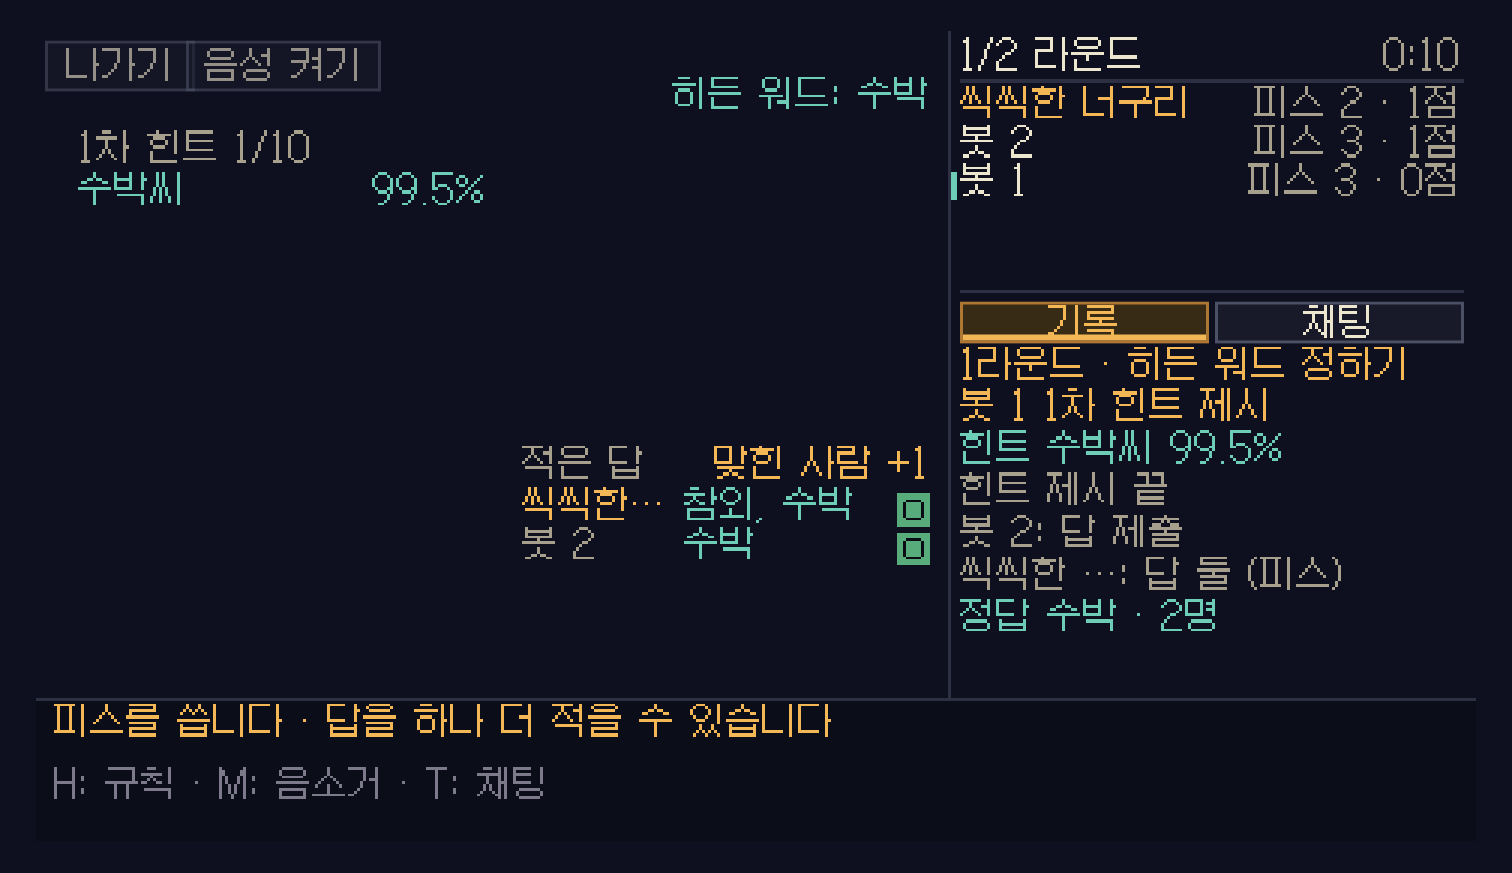 나가기 음성 켜기
히든 워드: 수박
1차 힌트 1/10
수박씨 99.5%
적은 답 맞힌 사람 +1
씩씩한… 참외, 수박
봇 2 수박
1/2 라운드 0:10
씩씩한 너구리 피스 2 · 1점
봇 2 피스 3 · 1점
봇 1 피스 3 · 0점
기록 채팅
1라운드 · 히든 워드 정하기
봇 1 1차 힌트 제시
힌트 수박씨 99.5%
힌트 제시 끝
봇 2: 답 제출
씩씩한 …: 답 둘 (피스)
정답 수박 · 2명
피스를 씁니다 · 답을 하나 더 적을 수 있습니다
H: 규칙 · M: 음소거 · T: 채팅